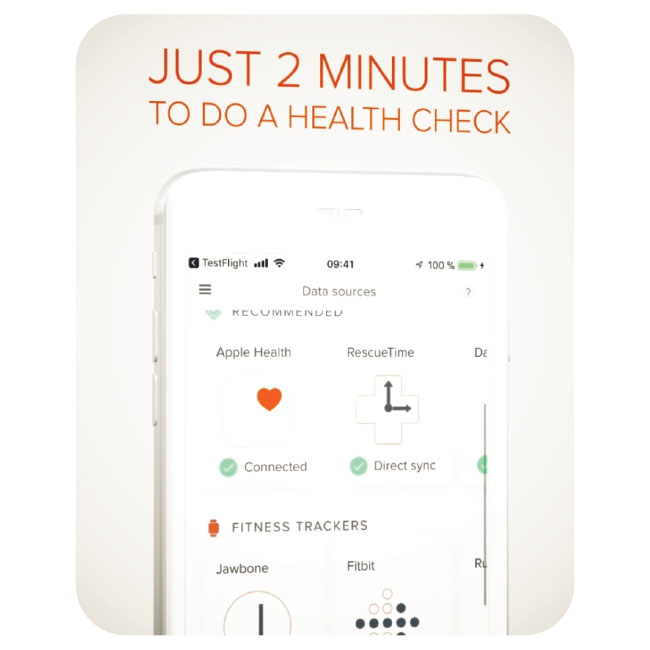 JUST 2 MINUTES
TO DO A HEALTH CHECK
TestFlight 09:41 100 %
Data sources ?
RECOMMENDED
Apple Health RescueTime Da
Connected Direct sync
FITNESS TRACKERS
Jawbone Fitbit Ru